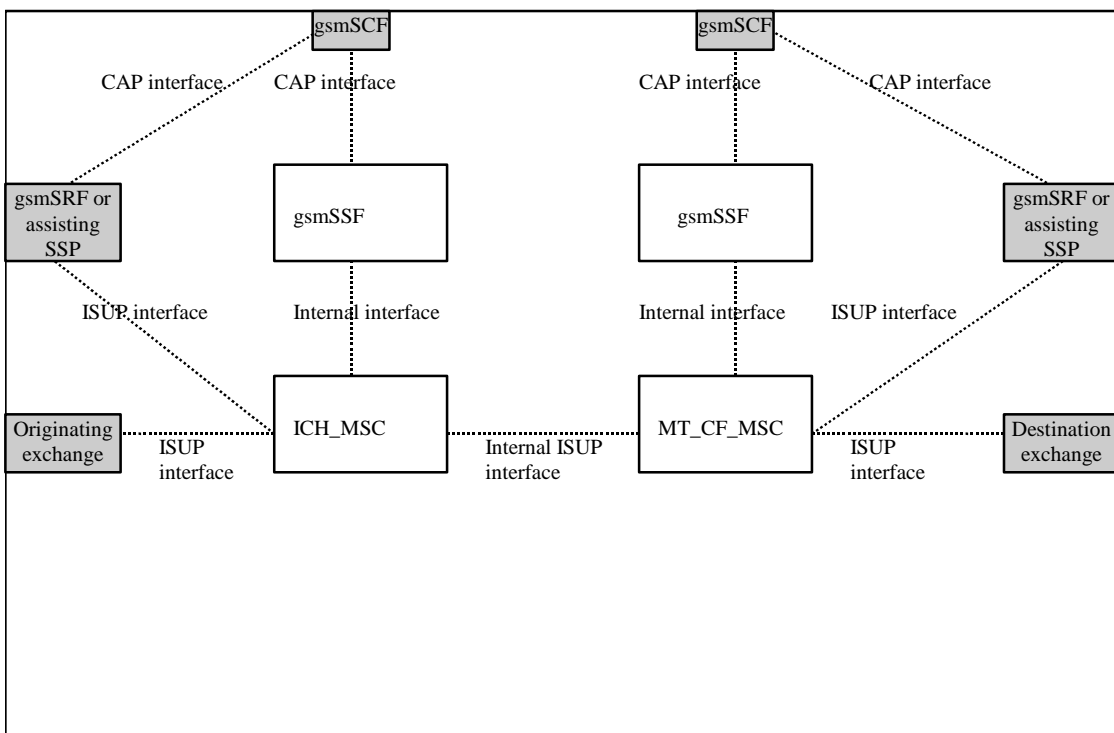 gsmSCF
gsmSCF
CAP interface
CAP interface
CAP interface
CAP interface
gsmSRF or
assisting
SSP
gsmSSF
gsmSSF
gsmSRF or
assisting
SSP
ISUP interface
Internal interface
Internal interface
ISUP interface
Originating
exchange
ISUP
interface
ICH_MSC
Internal ISUP
interface
MT_CF_MSC
ISUP
interface
Destination
exchange